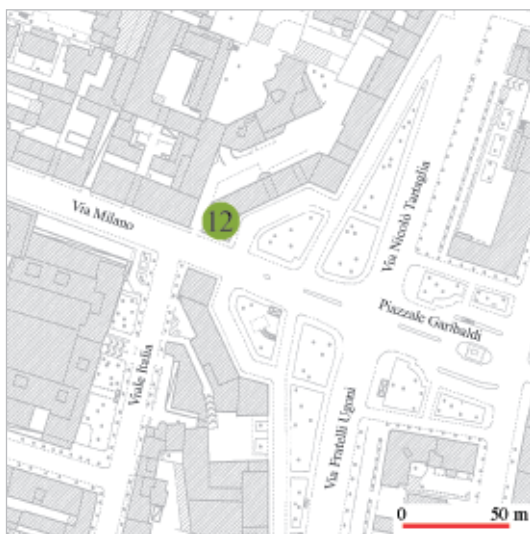 12
Via Milano
Via Nicolò Tartaglia
Piazzale Garibaldi
Viale Italia
Via Fratelli Ugoni
0 50 m